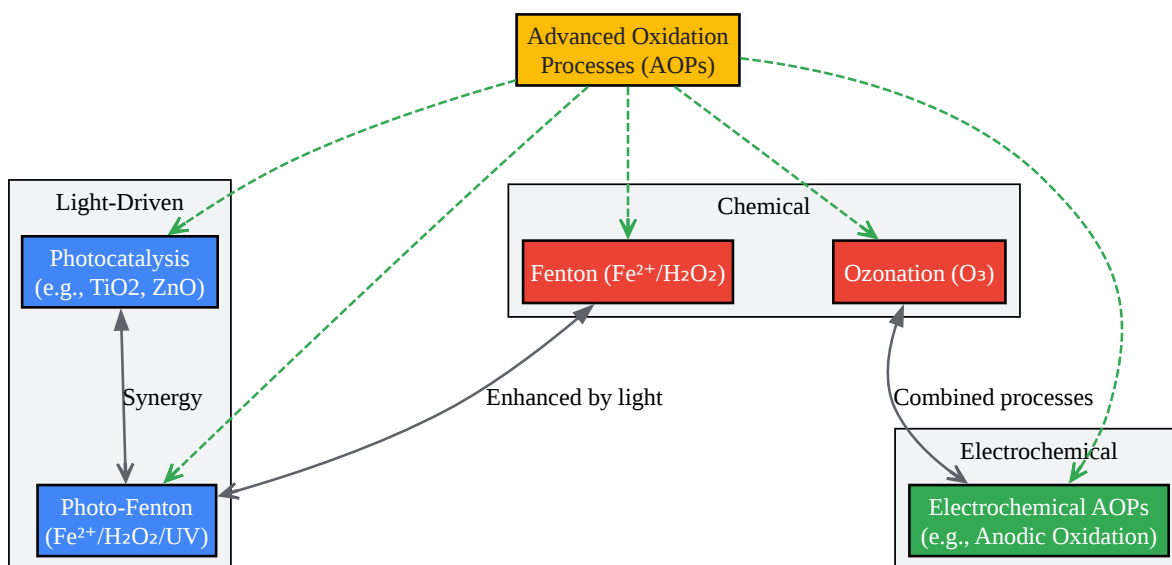 Advanced Oxidation
Processes (AOPs)
Light-Driven
Chemical
Photocatalysis
(e.g., TiO2, ZnO)
Fenton (Fe²⁺/H₂O₂)
Ozonation (O₃)
Synergy
Enhanced by light
Combined processes
Electrochemical
Photo-Fenton
(Fe²⁺/H₂O₂/UV)
Electrochemical AOPs
(e.g., Anodic Oxidation)